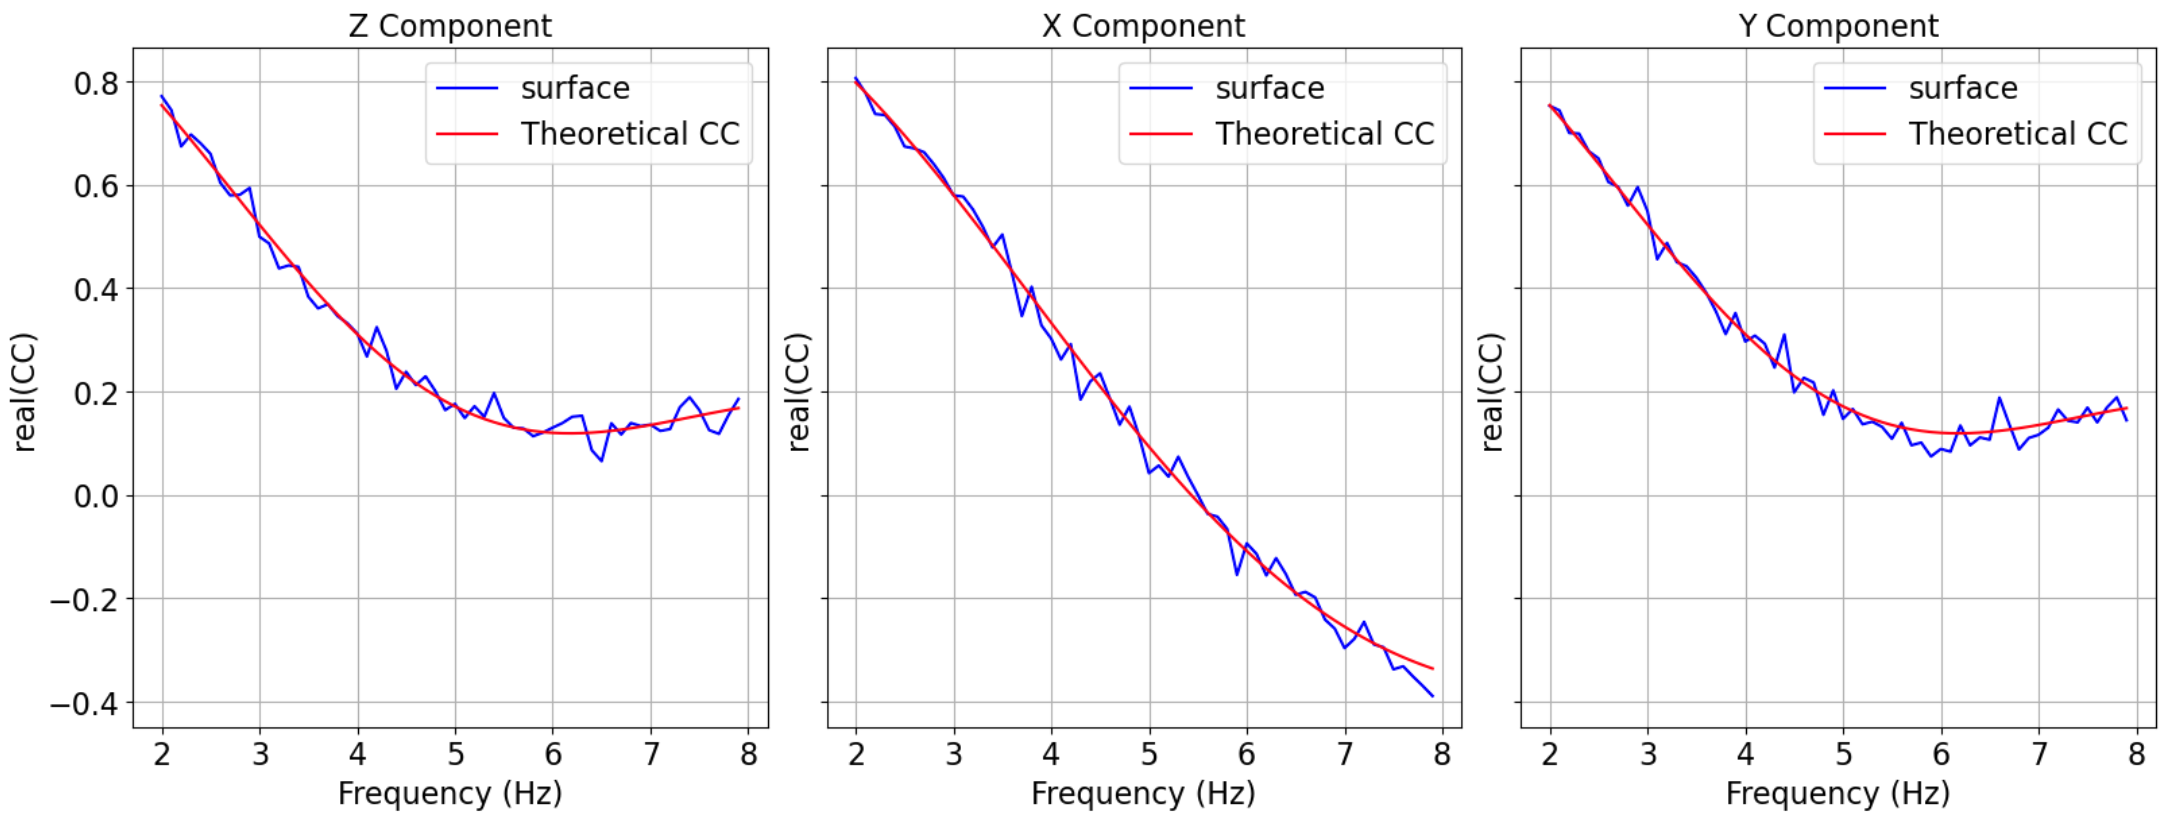 Z Component
X Component
Y Component
surface
Theoretical CC
surface
Theoretical CC
surface
Theoretical CC
real(CC)
real(CC)
real(CC)
0.8
0.6
0.4
0.2
0.0
−0.2
−0.4
2 3 4 5 6 7 8
2 3 4 5 6 7 8
2 3 4 5 6 7 8
Frequency (Hz)
Frequency (Hz)
Frequency (Hz)